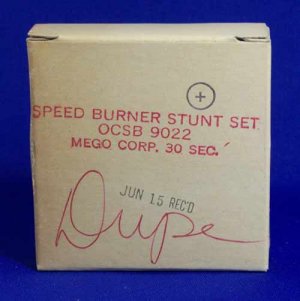 SPEED BURNER STUNT SET
OCSB 9022
MEGO CORP. 30 SEC.
JUN 15 REC'D
Dupe